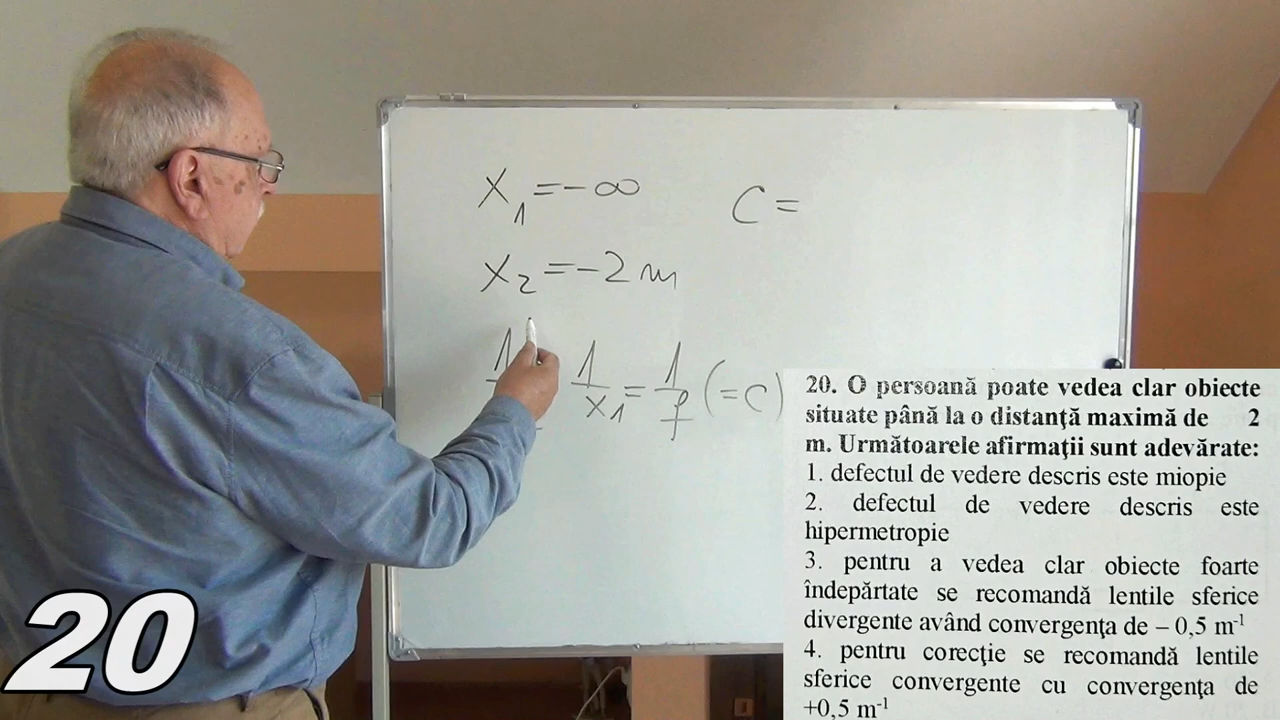 x₁ = -∞
C =
x₂ = -2 m
1 1/x₁ = 1/f (= C)
20. O persoană poate vedea clar obiecte
situate până la o distanţă maximă de 2
m. Următoarele afirmaţii sunt adevărate:
1. defectul de vedere descris este miopie
2. defectul de vedere descris este
hipermetropie
3. pentru a vedea clar obiecte foarte
îndepărtate se recomandă lentile sferice
divergente având convergenţa de – 0,5 m⁻¹
4. pentru corecţie se recomandă lentile
sferice convergente cu convergenţa de
+0,5 m⁻¹
20